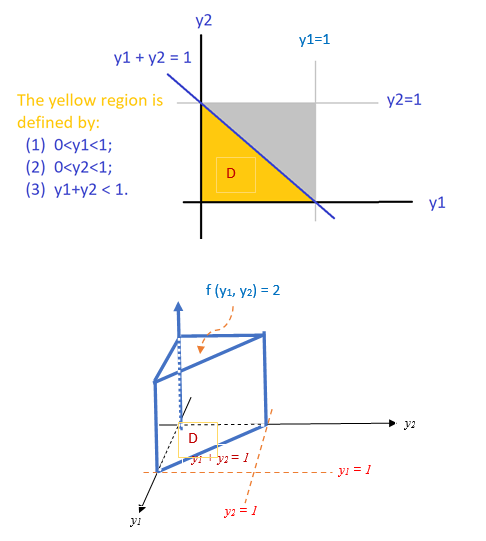 y2
y1=1
y1 + y2 = 1
y2=1
The yellow region is
defined by:
(1) 0<y1<1;
(2) 0<y2<1;
(3) y1+y2 < 1.
D
y1
f (y₁, y₂) = 2
y₂
D
y₁ + y₂ = 1
y₁ = 1
y₂ = 1
y₁